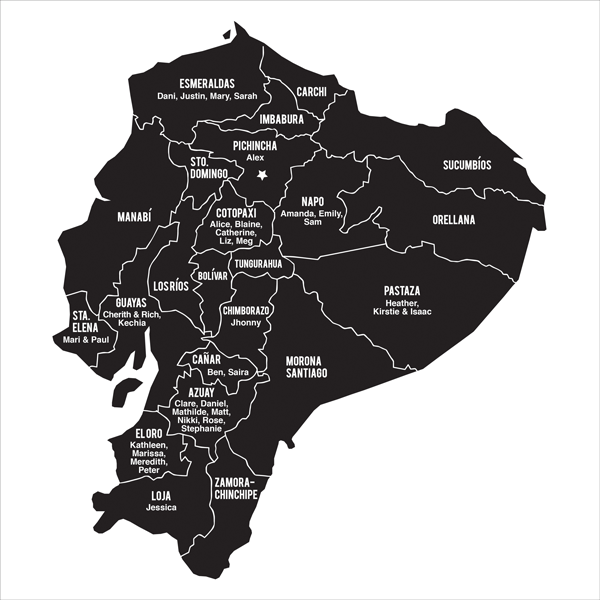 ESMERALDAS
Dani, Justin, Mary, Sarah
CARCHI
IMBABURA
PICHINCHA
Alex
STO.
DOMINGO
SUCUMBÍOS
MANABÍ
COTOPAXI
Alice, Blaine,
Catherine,
Liz, Meg
NAPO
Amanda, Emily,
Sam
ORELLANA
TUNGURAHUA
BOLÍVAR
LOS RÍOS
PASTAZA
Heather,
Kirstie & Isaac
GUAYAS
Cherith & Rich,
Kechia
STA.
ELENA
Mari & Paul
CHIMBORAZO
Jhonny
CAÑAR
Ben, Saira
MORONA
SANTIAGO
AZUAY
Clare, Daniel,
Mathilde, Matt,
Nikki, Rose,
Stephanie
EL ORO
Kathleen,
Marissa,
Meredith,
Peter
LOJA
Jessica
ZAMORA-
CHINCHIPE